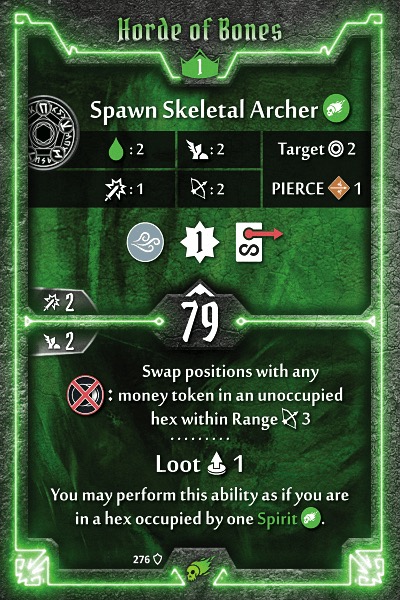 Horde of Bones
1
Spawn Skeletal Archer
: 2 : 2 Target 2
: 1 : 2 PIERCE 1
1 S
2
79
2
Swap positions with any
: money token in an unoccupied
hex within Range 3
Loot 1
You may perform this ability as if you are
in a hex occupied by one Spirit .
276